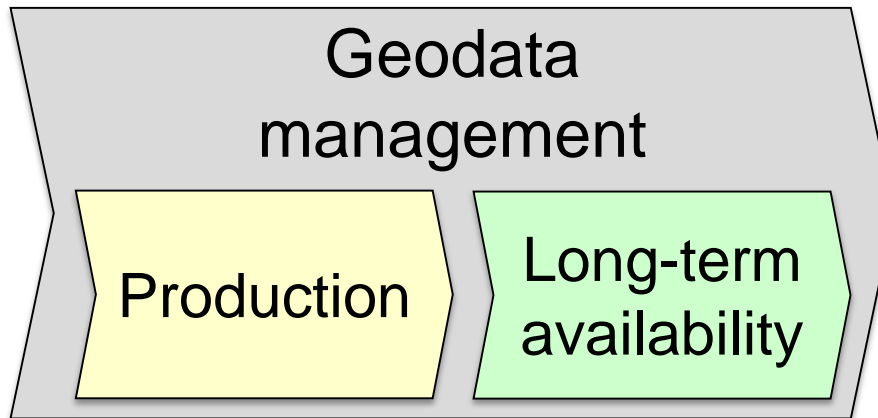 Geodata
management
Production
Long-term
availability